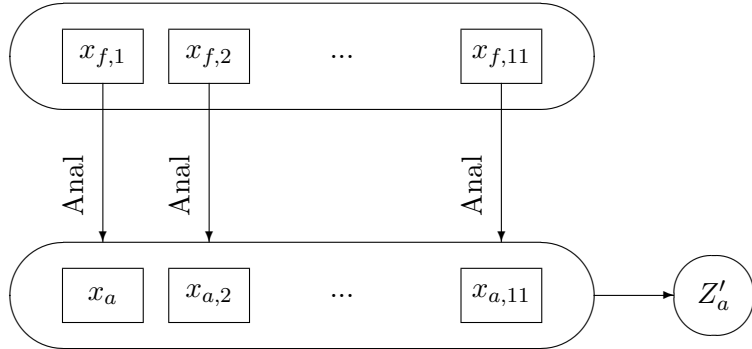 x_{f,1} x_{f,2} ... x_{f,11}
Anal Anal Anal
x_a x_{a,2} ... x_{a,11} Z'_a